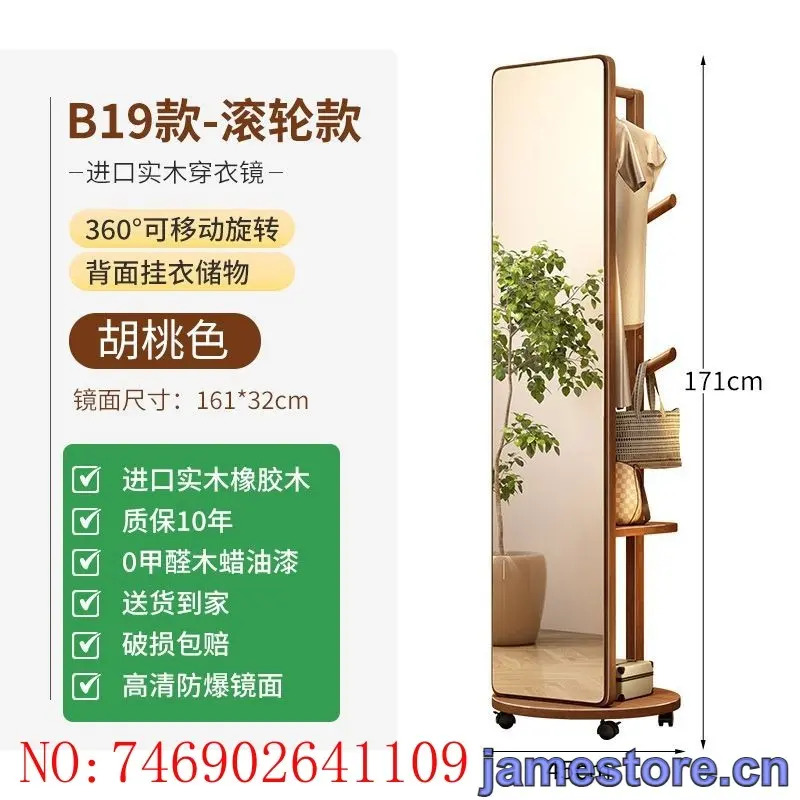 B19款-滚轮款
–进口实木穿衣镜–
360°可移动旋转
背面挂衣储物
胡桃色
镜面尺寸：161*32cm
进口实木橡胶木
质保10年
0甲醛木蜡油漆
送货到家
破损包赔
高清防爆镜面
171cm
NO:746902641109
jamestore.cn